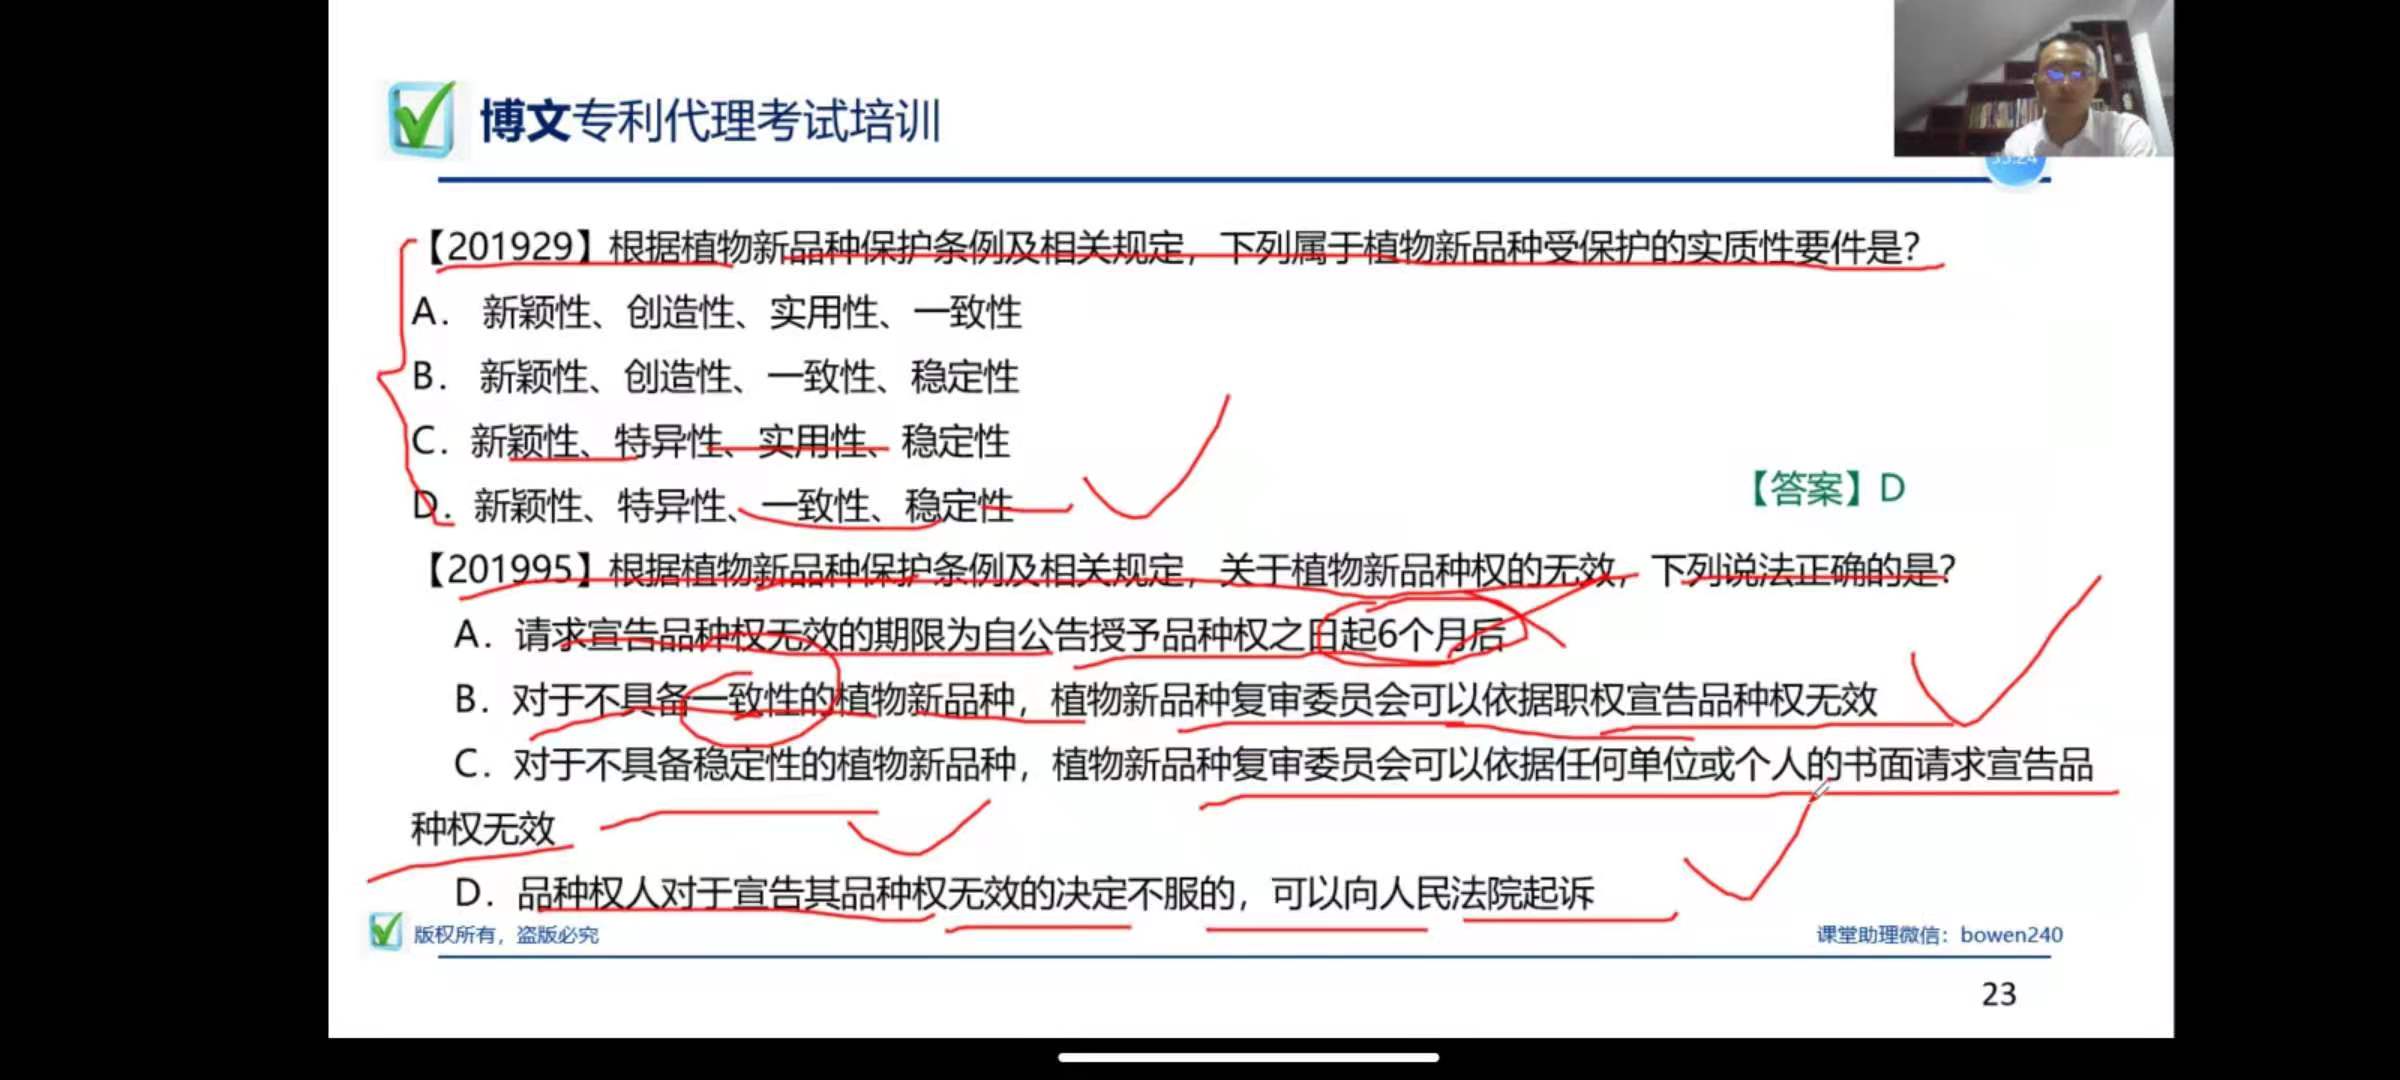 博文专利代理考试培训
【201929】根据植物新品种保护条例及相关规定，下列属于植物新品种受保护的实质性要件是？
A. 新颖性、创造性、实用性、一致性
B. 新颖性、创造性、一致性、稳定性
C. 新颖性、特异性、实用性、稳定性
D. 新颖性、特异性、一致性、稳定性
【答案】D
【201995】根据植物新品种保护条例及相关规定，关于植物新品种权的无效，下列说法正确的是？
A. 请求宣告品种权无效的期限为自公告授予品种权之日起6个月后
B. 对于不具备一致性的植物新品种，植物新品种复审委员会可以依据职权宣告品种权无效
C. 对于不具备稳定性的植物新品种，植物新品种复审委员会可以依据任何单位或个人的书面请求宣告品
种权无效
D. 品种权人对于宣告其品种权无效的决定不服的，可以向人民法院起诉
版权所有，盗版必究
课堂助理微信：bowen240
23